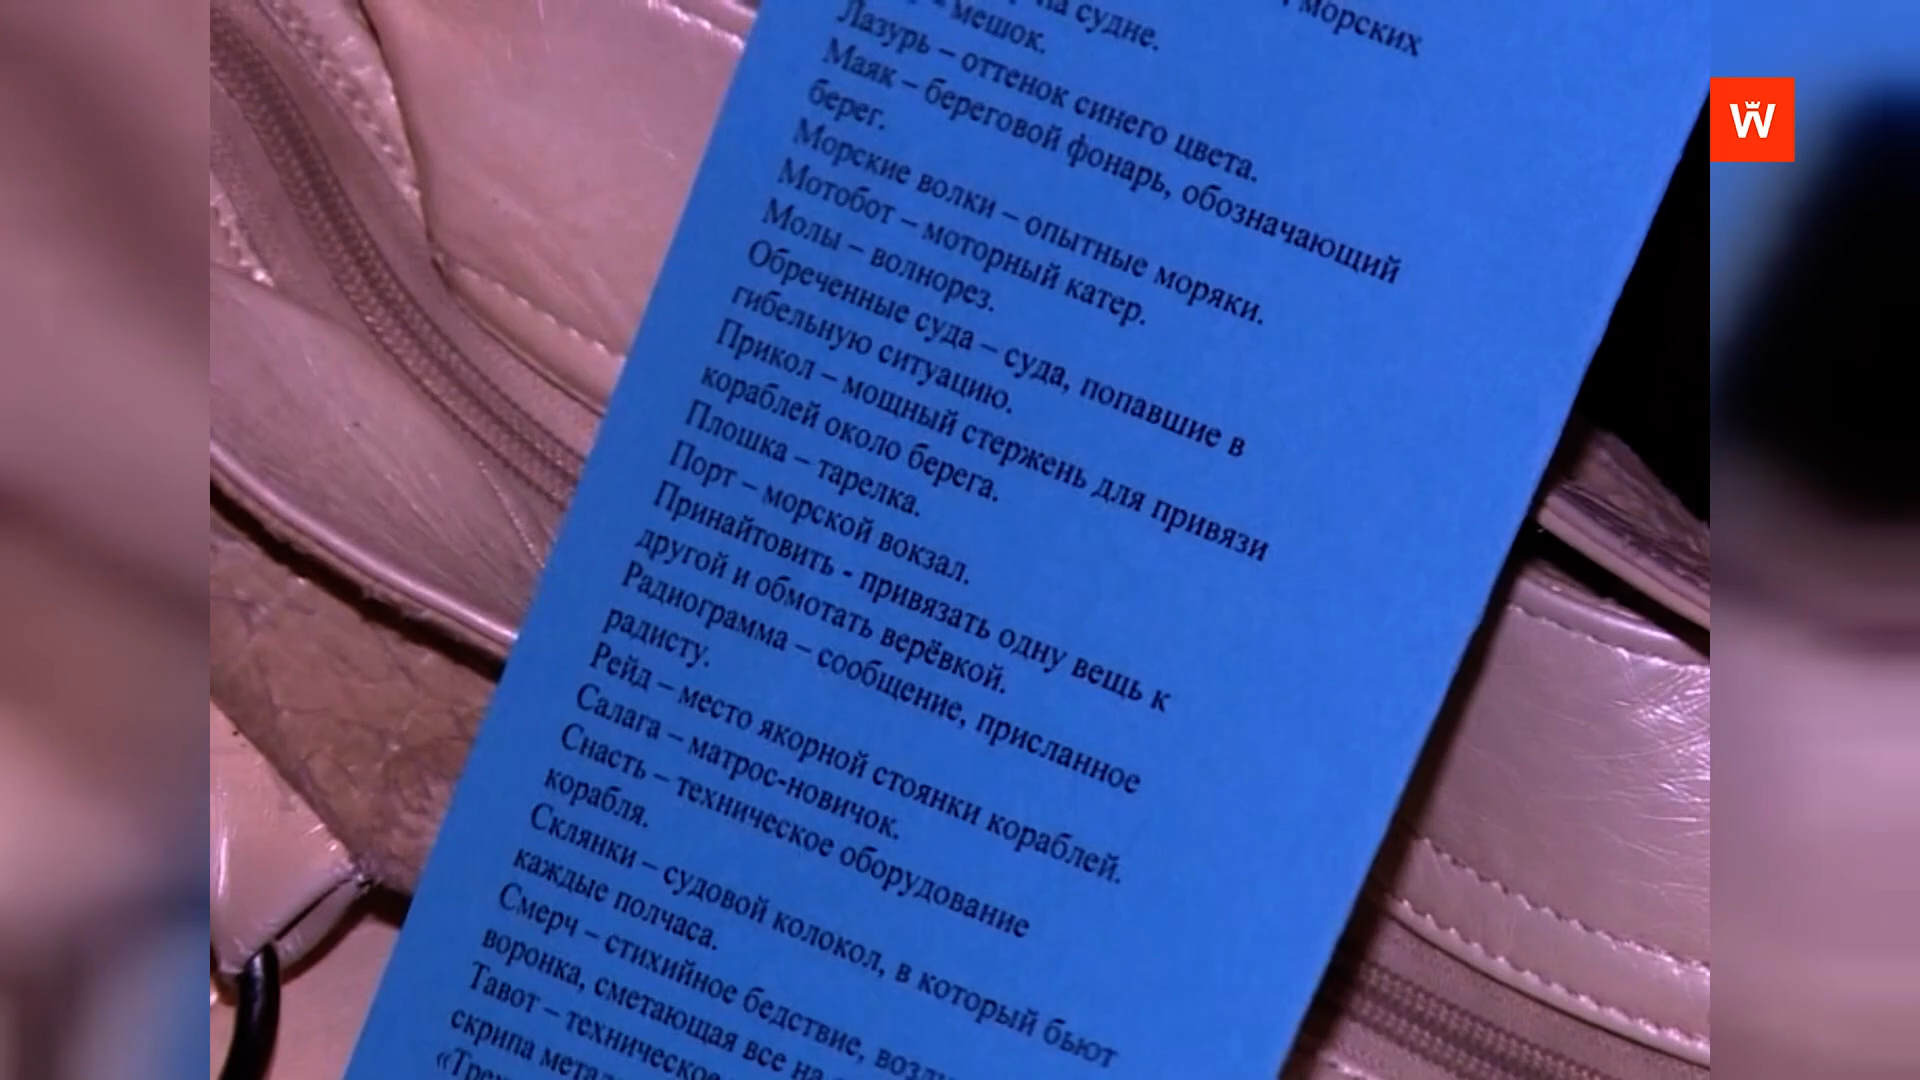 морских
на судне.
мешок.
Лазурь – оттенок синего цвета.
Маяк – береговой фонарь, обозначающий
берег.
Морские волки – опытные моряки.
Мотобот – моторный катер.
Молы – волнорез.
Обреченные суда – суда, попавшие в
гибельную ситуацию.
Прикол – мощный стержень для привязи
кораблей около берега.
Плошка – тарелка.
Порт – морской вокзал.
Принайтовить - привязать одну вещь к
другой и обмотать верёвкой.
Радиограмма – сообщение, присланное
радисту.
Рейд – место якорной стоянки кораблей.
Салага – матрос-новичок.
Снасть – техническое оборудование
корабля.
Склянки – судовой колокол, в который бьют
каждые полчаса.
Смерч – стихийное бедствие,
воронка, сметающая все на
Тавот – техническое
скрипа
W